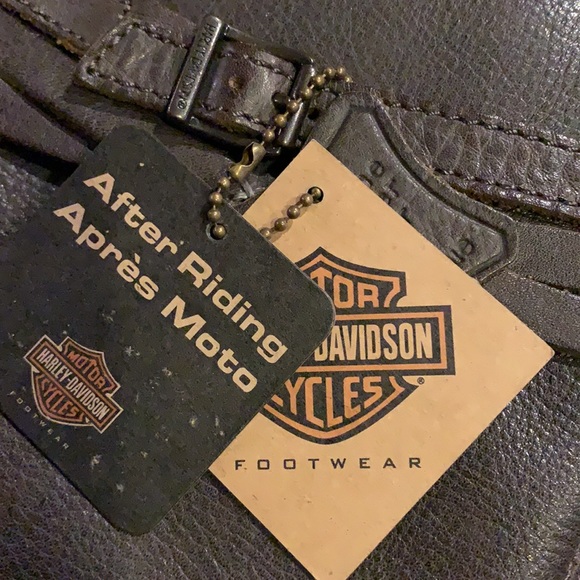 After Riding
Après Moto
MOTOR
HARLEY-DAVIDSON
CYCLES
FOOTWEAR
TOR
DAVIDSON
YCLES
®
FOOTWEAR